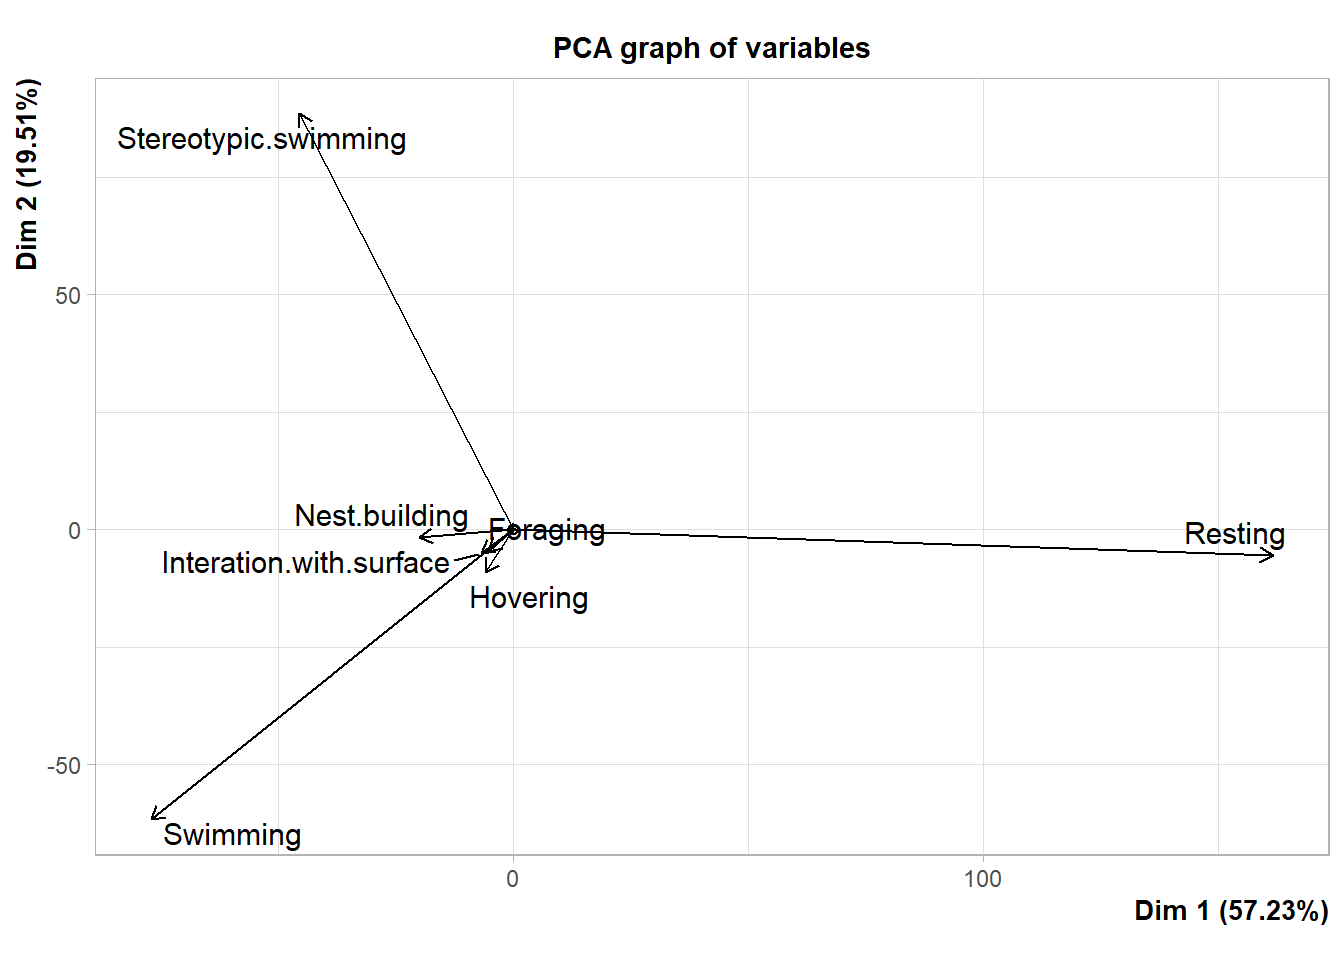 PCA graph of variables
Dim 2 (19.51%)
Stereotypic.swimming
50
Nest.building
0
Foraging
Resting
Interation.with.surface
Hovering
-50
Swimming
0
100
Dim 1 (57.23%)